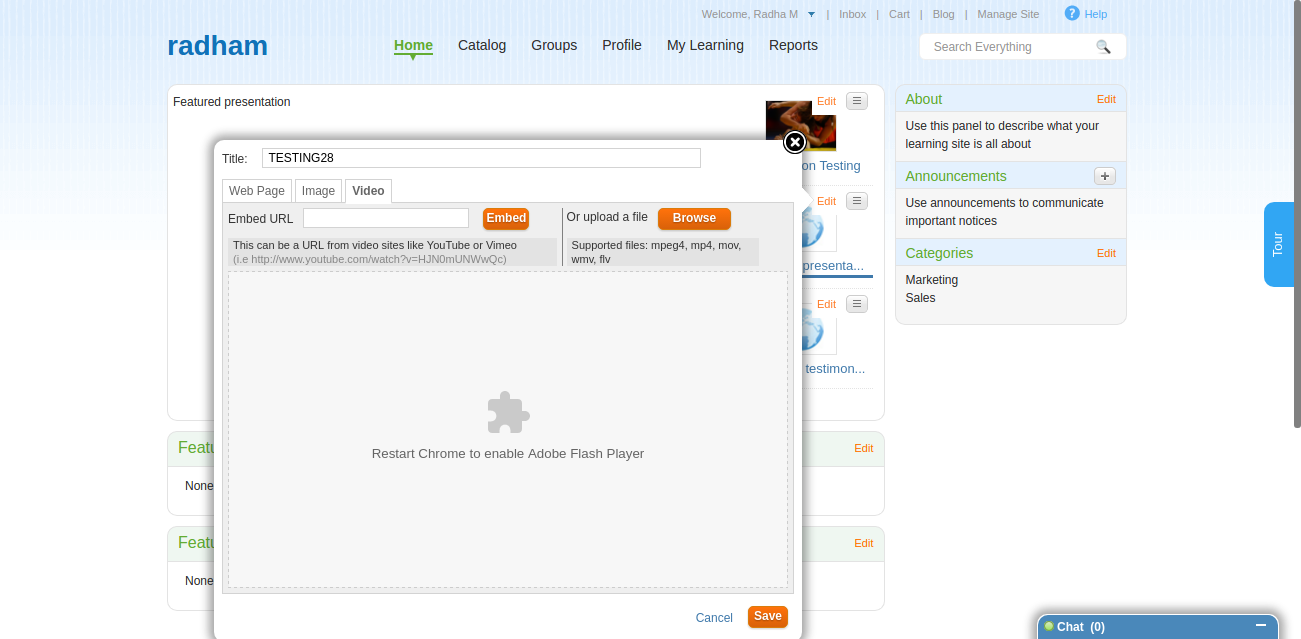 Welcome, Radha M | Inbox | Cart | Blog | Manage Site ? Help
radham
Home Catalog Groups Profile My Learning Reports
Search Everything
Featured presentation
Edit
on Testing
Edit
presenta...
Edit
testimon...
Title: TESTING28
Web Page Image Video
Embed URL Embed Or upload a file Browse
This can be a URL from video sites like YouTube or Vimeo
(i.e http://www.youtube.com/watch?v=HJN0mUNWwQc)
Supported files: mpeg4, mp4, mov,
wmv, flv
Restart Chrome to enable Adobe Flash Player
Cancel Save
Featu Edit
None
Featu Edit
None
About Edit
Use this panel to describe what your
learning site is all about
Announcements +
Use announcements to communicate
important notices
Categories Edit
Marketing
Sales
Tour
Chat (0)